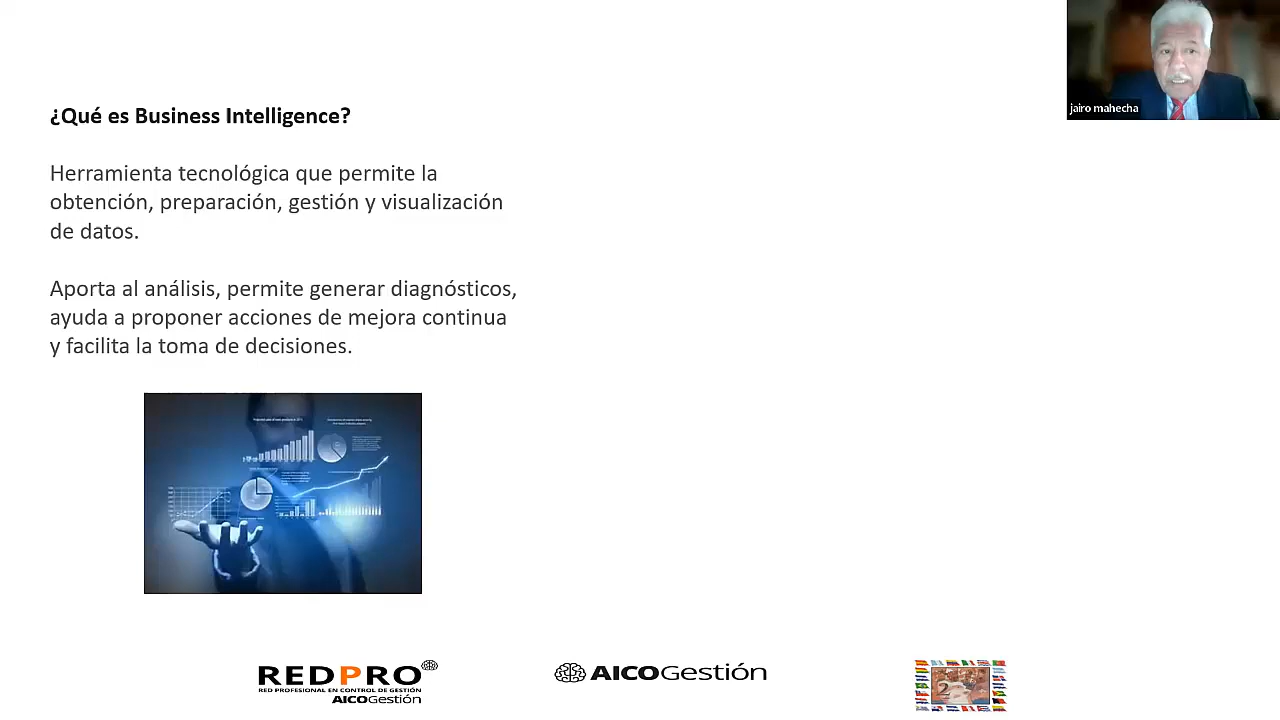 jairo mahecha
¿Qué es Business Intelligence?
Herramienta tecnológica que permite la
obtención, preparación, gestión y visualización
de datos.
Aporta al análisis, permite generar diagnósticos,
ayuda a proponer acciones de mejora continua
y facilita la toma de decisiones.
REDPRO
RED PROFESIONAL EN CONTROL DE GESTIÓN
AICOGestión
AICOGestión